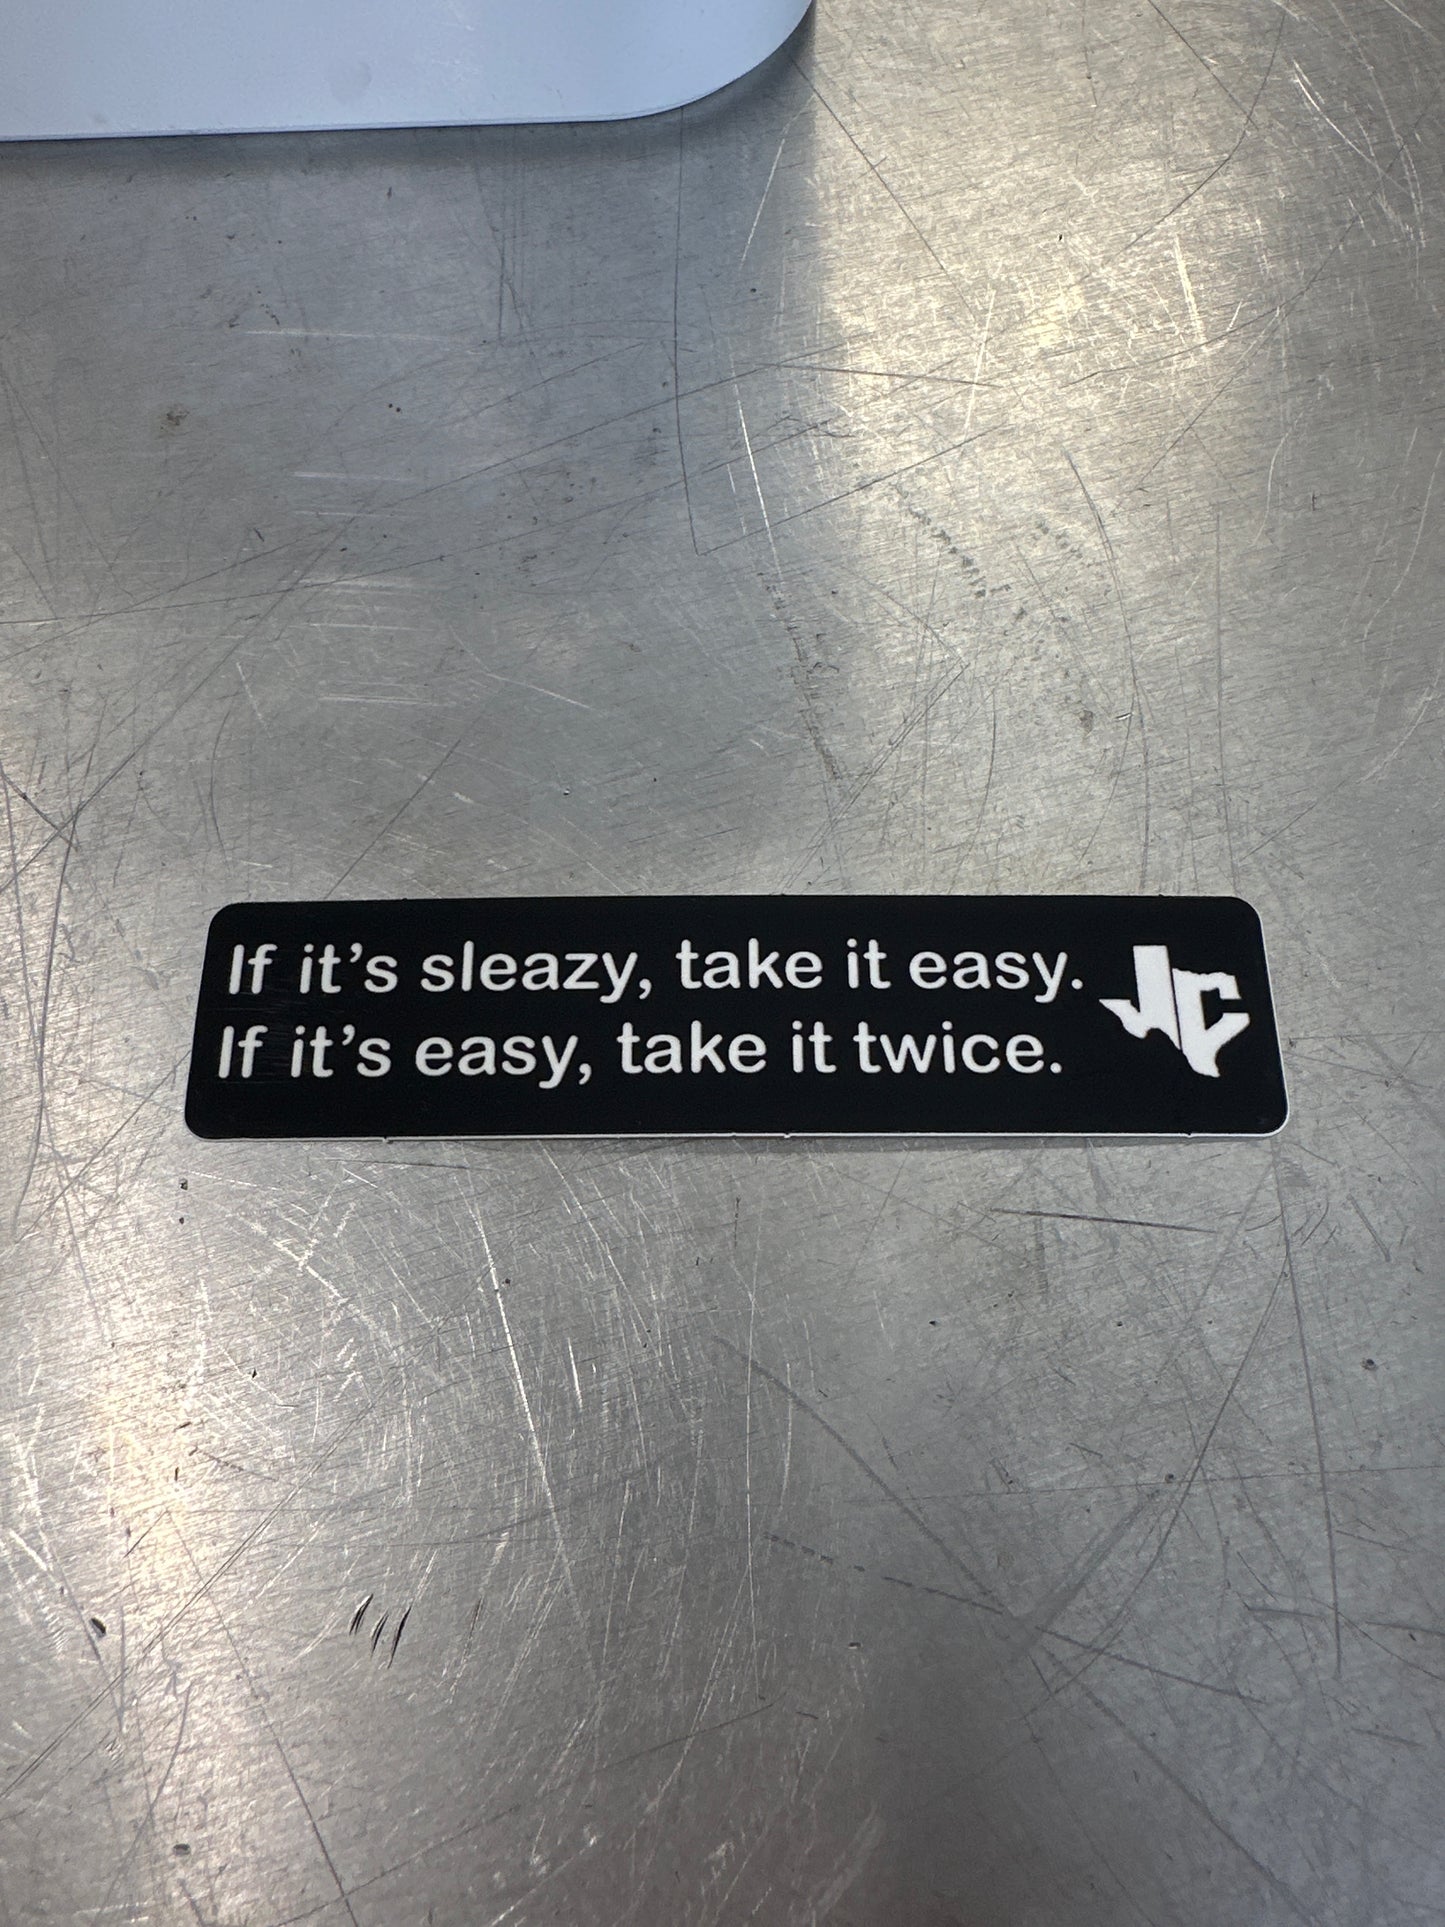 If it’s sleazy, take it easy.
If it’s easy, take it twice.
JC